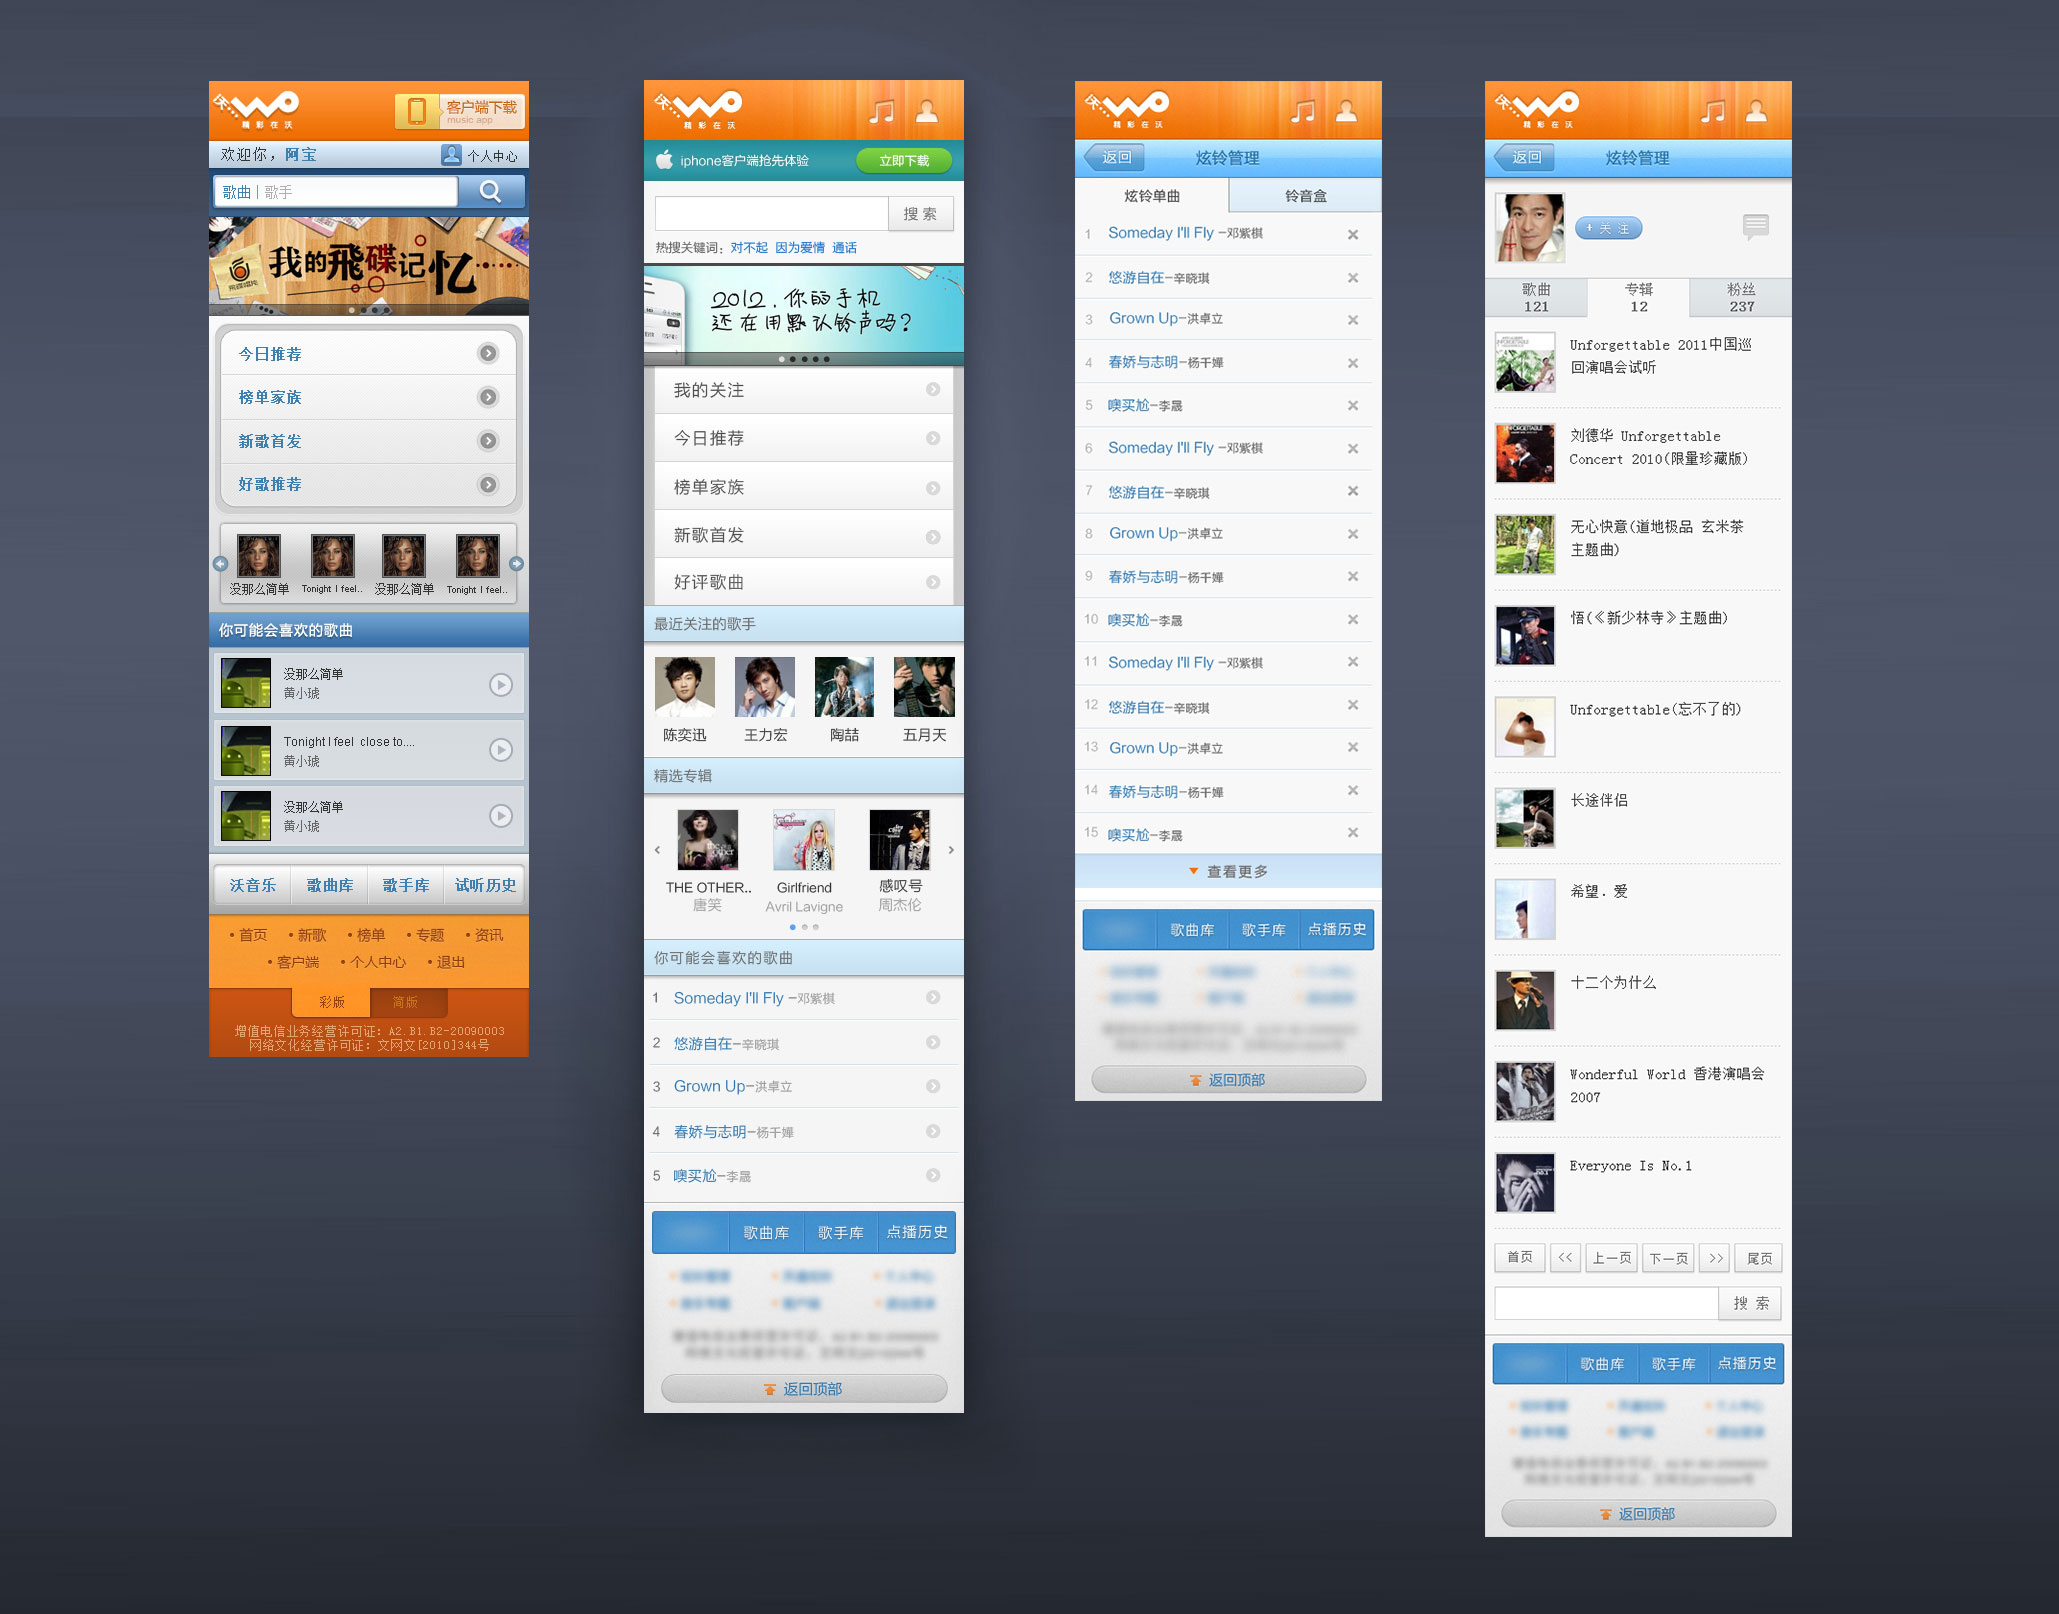 沃 WO
精彩在沃
客户端下载
music app
欢迎你，阿宝
个人中心
歌曲 | 歌手
我的飛碟记忆……
今日推荐
榜单家族
新歌首发
好歌推荐
没那么简单 Tonight I feel.. 没那么简单 Tonight I feel..
你可能会喜欢的歌曲
没那么简单
黄小琥
Tonight I feel close to....
黄小琥
没那么简单
黄小琥
沃音乐 歌曲库 歌手库 试听历史
• 首页 • 新歌 • 榜单 • 专题 • 资讯
• 客户端 • 个人中心 • 退出
彩版 简版
增值电信业务经营许可证：A2.B1.B2-20090003
网络文化经营许可证：文网文[2010]344号
沃 WO
精彩在沃
iphone客户端抢先体验 立即下载
搜 索
热搜关键词：对不起 因为爱情 通话
2012.你的手机
还在用默认铃声吗?
我的关注
今日推荐
榜单家族
新歌首发
好评歌曲
最近关注的歌手
陈奕迅 王力宏 陶喆 五月天
精选专辑
THE OTHER.. Girlfriend 感叹号
唐笑 Avril Lavigne 周杰伦
你可能会喜欢的歌曲
1 Someday I'll Fly –邓紫棋
2 悠游自在–辛晓琪
3 Grown Up–洪卓立
4 春娇与志明–杨千嬅
5 噢买尬–李晟
歌曲库 歌手库 点播历史
返回顶部
沃 WO
精彩在沃
返回 炫铃管理
炫铃单曲 铃音盒
1 Someday I'll Fly –邓紫棋
2 悠游自在–辛晓琪
3 Grown Up–洪卓立
4 春娇与志明–杨千嬅
5 噢买尬–李晟
6 Someday I'll Fly –邓紫棋
7 悠游自在–辛晓琪
8 Grown Up–洪卓立
9 春娇与志明–杨千嬅
10 噢买尬–李晟
11 Someday I'll Fly –邓紫棋
12 悠游自在–辛晓琪
13 Grown Up–洪卓立
14 春娇与志明–杨千嬅
15 噢买尬–李晟
查看更多
歌曲库 歌手库 点播历史
返回顶部
沃 WO
精彩在沃
返回 炫铃管理
+ 关 注
歌曲 专辑 粉丝
121 12 237
Unforgettable 2011中国巡
回演唱会试听
刘德华 Unforgettable
Concert 2010(限量珍藏版)
无心快意(道地极品 玄米茶
主题曲)
悟(《新少林寺》主题曲)
Unforgettable(忘不了的)
长途伴侣
希望．爱
十二个为什么
Wonderful World 香港演唱会
2007
Everyone Is No.1
首页 << 上一页 下一页 >> 尾页
搜 索
歌曲库 歌手库 点播历史
返回顶部